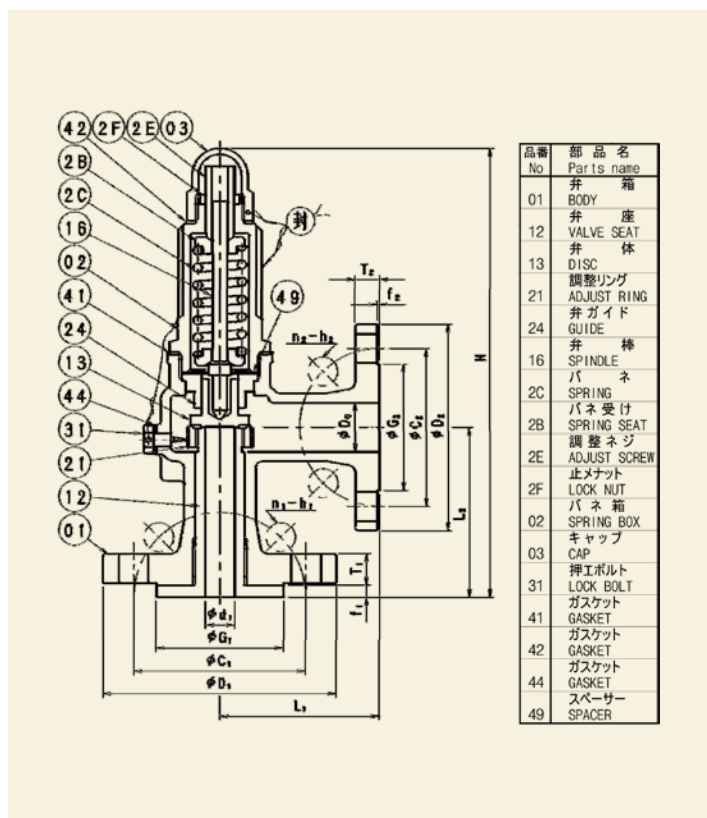 42 2F 2E 03
2B
2C
16
02
41
24
13
44
31
21
12
01
封
49
T₂
f₂
n₂-h₂
H
φD₀
φG₂
φC₂
φD₂
L₂
n₁-h₁
T₁
f₁
φd₁
φG₁
φC₁
φD₁
L₁
品番 部品名
No Parts name
弁箱
01 BODY
弁座
12 VALVE SEAT
弁体
13 DISC
調整リング
21 ADJUST RING
弁ガイド
24 GUIDE
弁棒
16 SPINDLE
バネ
2C SPRING
バネ受け
2B SPRING SEAT
調整ネジ
2E ADJUST SCREW
止メナット
2F LOCK NUT
バネ箱
02 SPRING BOX
キャップ
03 CAP
押エボルト
31 LOCK BOLT
ガスケット
41 GASKET
ガスケット
42 GASKET
ガスケット
44 GASKET
スペーサー
49 SPACER